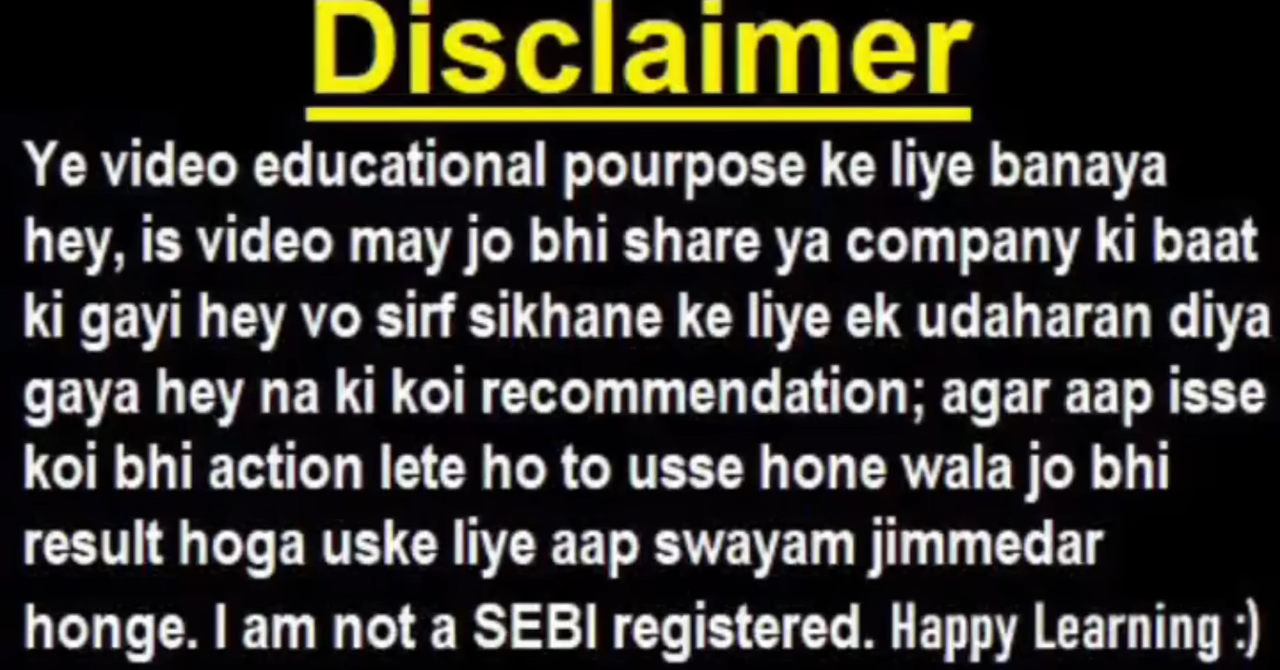 Disclaimer
Ye video educational pourpose ke liye banaya
hey, is video may jo bhi share ya company ki baat
ki gayi hey vo sirf sikhane ke liye ek udaharan diya
gaya hey na ki koi recommendation; agar aap isse
koi bhi action lete ho to usse hone wala jo bhi
result hoga uske liye aap swayam jimmedar
honge. I am not a SEBI registered. Happy Learning :)